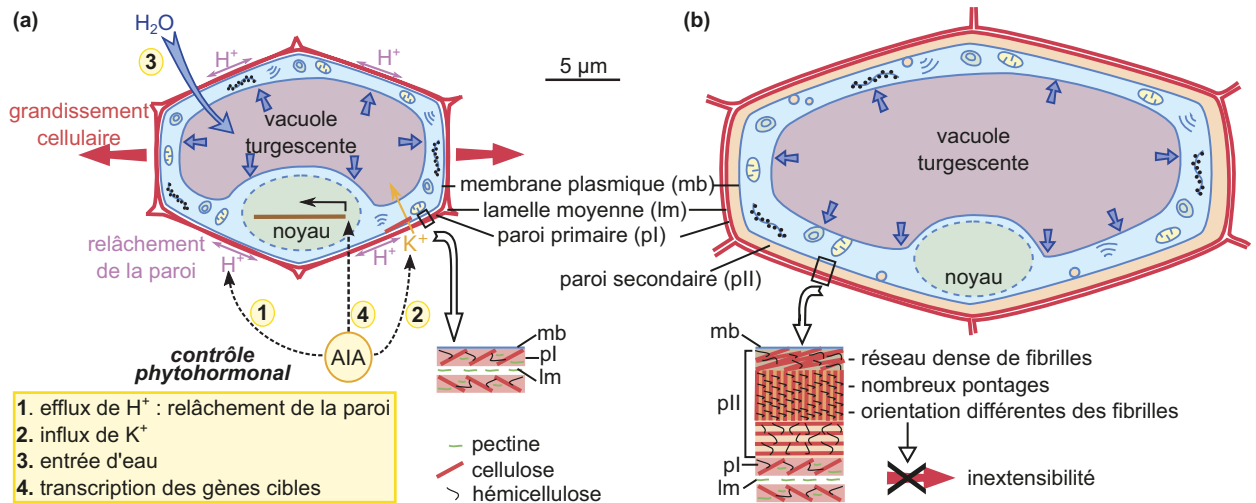 (a)
H₂O
3
H⁺
H⁺
5 µm
grandissement
cellulaire
vacuole
turgescente
noyau
membrane plasmique (mb)
lamelle moyenne (lm)
paroi primaire (pI)
K⁺
relâchement
de la paroi
H⁺
H⁺
1
4
2
AIA
contrôle
phytohormonal
1. efflux de H⁺ : relâchement de la paroi
2. influx de K⁺
3. entrée d'eau
4. transcription des gènes cibles
mb
pI
lm
pectine
cellulose
hémicellulose
(b)
vacuole
turgescente
noyau
paroi secondaire (pII)
mb
pII
pI
lm
réseau dense de fibrilles
nombreux pontages
orientation différentes des fibrilles
inextensibilité